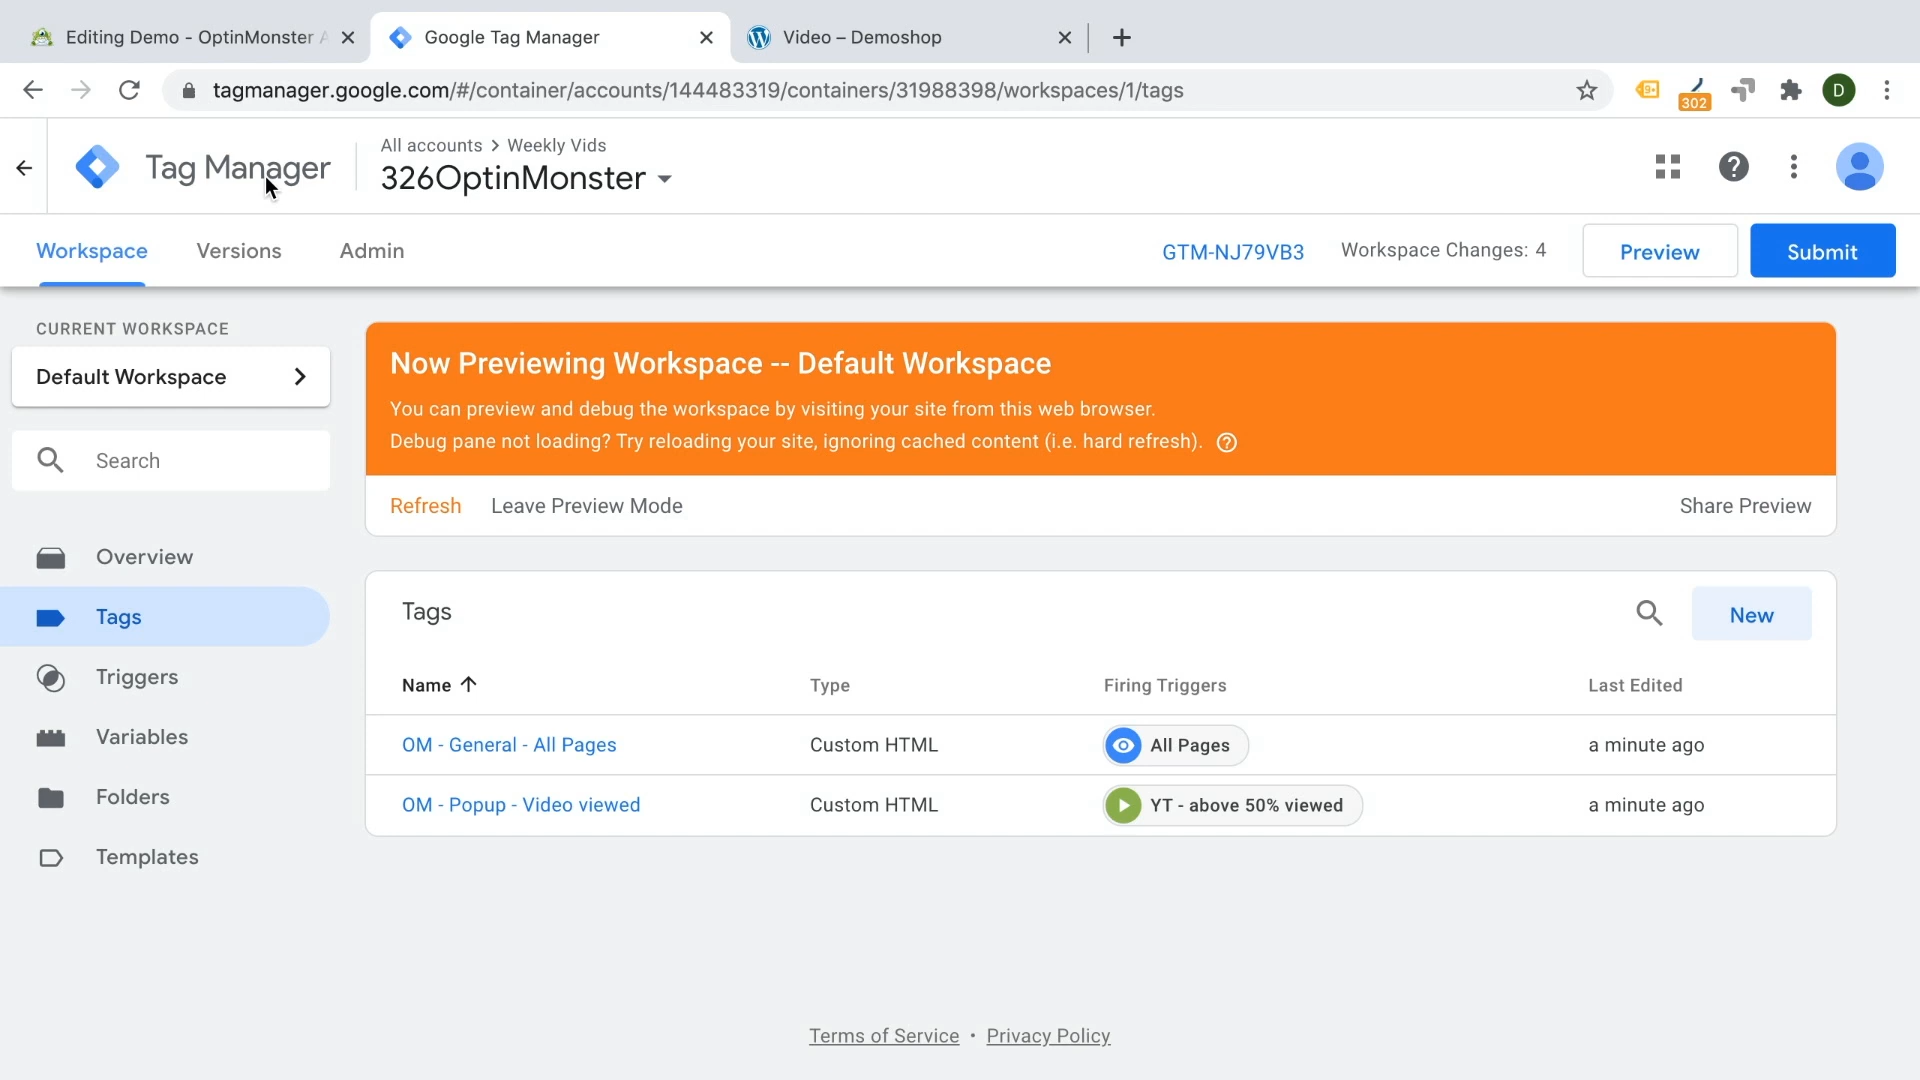 Editing Demo - OptinMonster
Google Tag Manager
Video – Demoshop
tagmanager.google.com/#/container/accounts/144483319/containers/31988398/workspaces/1/tags
9+
302
D
Tag Manager
All accounts > Weekly Vids
326OptinMonster
Workspace
Versions
Admin
GTM-NJ79VB3
Workspace Changes: 4
Preview
Submit
CURRENT WORKSPACE
Default Workspace
Search
Overview
Tags
Triggers
Variables
Folders
Templates
Now Previewing Workspace -- Default Workspace
You can preview and debug the workspace by visiting your site from this web browser.
Debug pane not loading? Try reloading your site, ignoring cached content (i.e. hard refresh).
Refresh
Leave Preview Mode
Share Preview
Tags
New
Name
Type
Firing Triggers
Last Edited
OM - General - All Pages
Custom HTML
All Pages
a minute ago
OM - Popup - Video viewed
Custom HTML
YT - above 50% viewed
a minute ago
Terms of Service • Privacy Policy